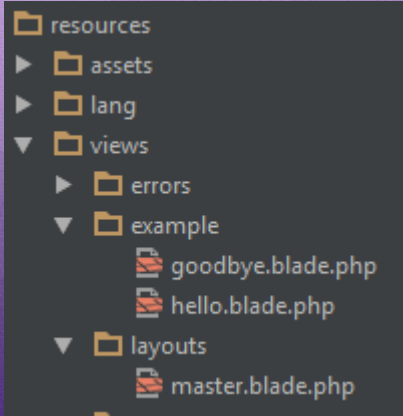 resources
assets
lang
views
errors
example
goodbye.blade.php
hello.blade.php
layouts
master.blade.php